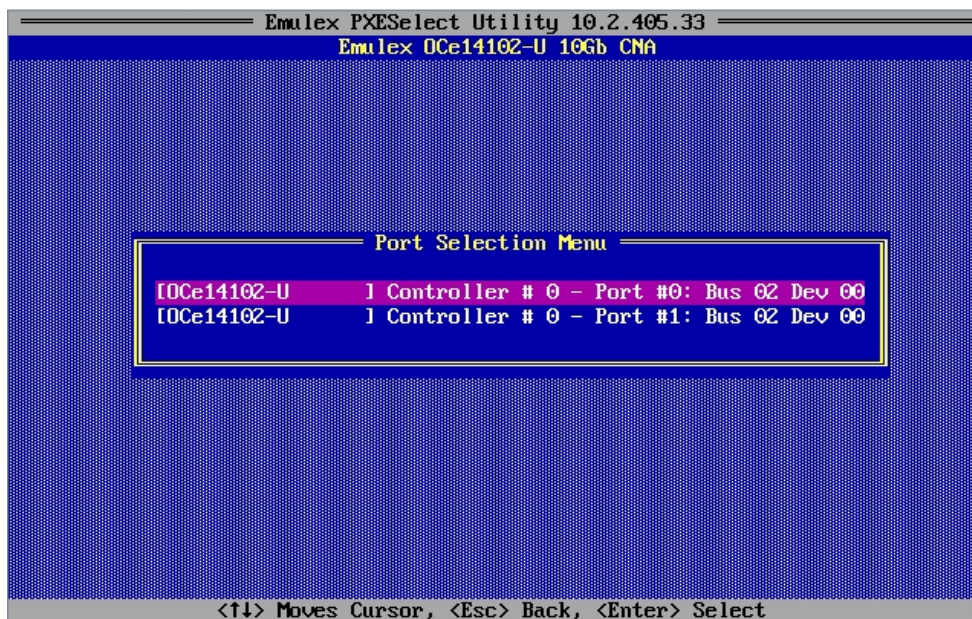 Emulex PXESelect Utility 10.2.405.33
Emulex OCe14102-U 10Gb CNA
Port Selection Menu
[OCe14102-U       ] Controller # 0 - Port #0: Bus 02 Dev 00
[OCe14102-U       ] Controller # 0 - Port #1: Bus 02 Dev 00
<↑↓> Moves Cursor, <Esc> Back, <Enter> Select